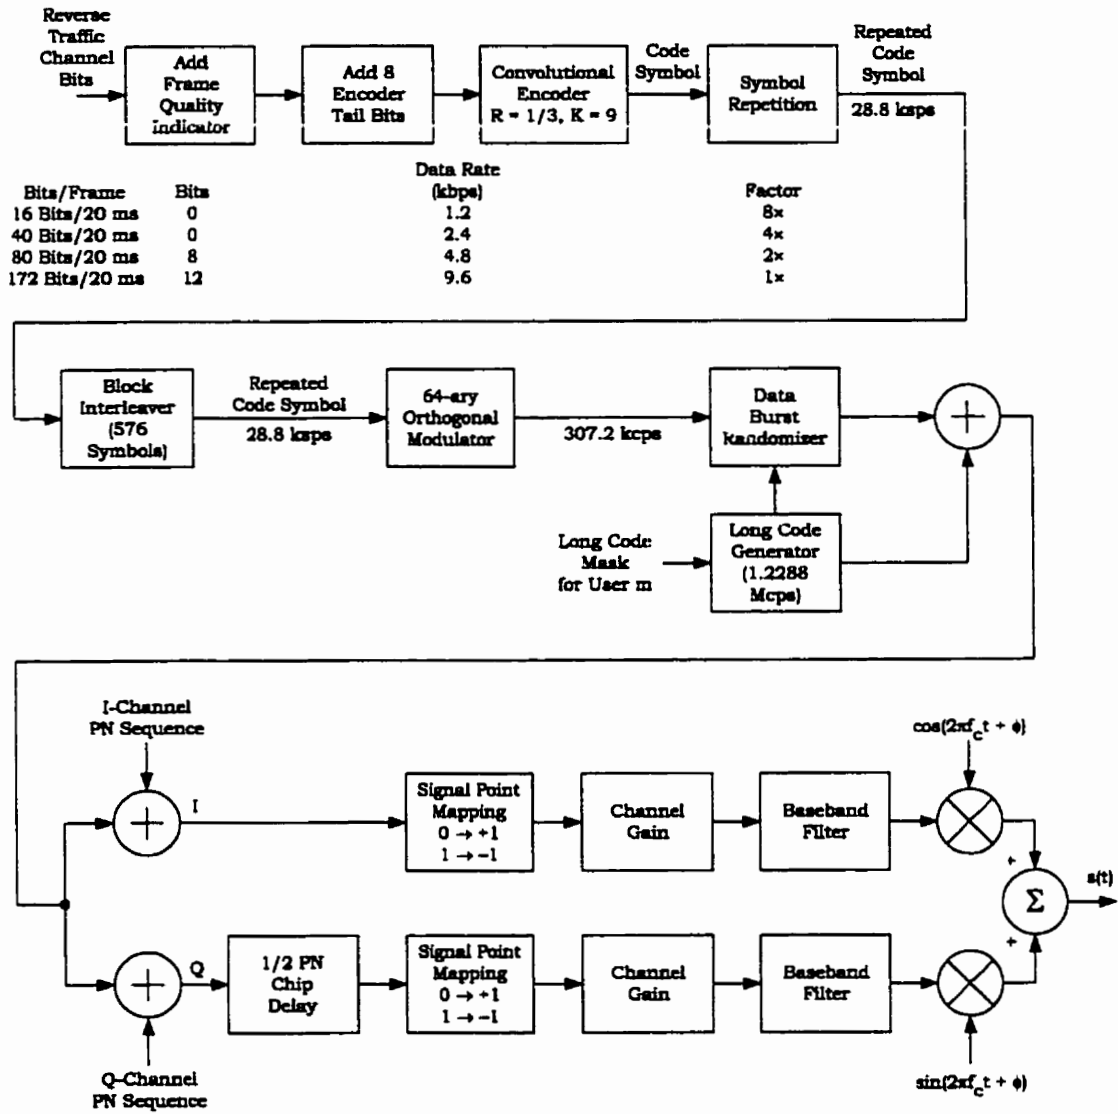 Reverse
Traffic
Channel
Bits
Add
Frame
Quality
Indicator
Add 8
Encoder
Tail Bits
Convolutional
Encoder
R = 1/3, K = 9
Code
Symbol
Symbol
Repetition
Repeated
Code
Symbol
28.8 ksps
Data Rate
Bits/Frame Bits (kbps) Factor
16 Bits/20 ms 0 1.2 8×
40 Bits/20 ms 0 2.4 4×
80 Bits/20 ms 8 4.8 2×
172 Bits/20 ms 12 9.6 1×
Block
Interleaver
(576
Symbols)
Repeated
Code Symbol
28.8 ksps
64-ary
Orthogonal
Modulator
307.2 kcps
Data
Burst
Randomizer
+
Long Code
Mask
for User m
Long Code
Generator
(1.2288
Mcps)
I-Channel
PN Sequence
+
I
Signal Point
Mapping
0 → +1
1 → −1
Channel
Gain
Baseband
Filter
cos(2πf_c t + ϕ)
+
Σ
s(t)
+
+
Q
1/2 PN
Chip
Delay
Signal Point
Mapping
0 → +1
1 → −1
Channel
Gain
Baseband
Filter
Q-Channel
PN Sequence
sin(2πf_c t + ϕ)